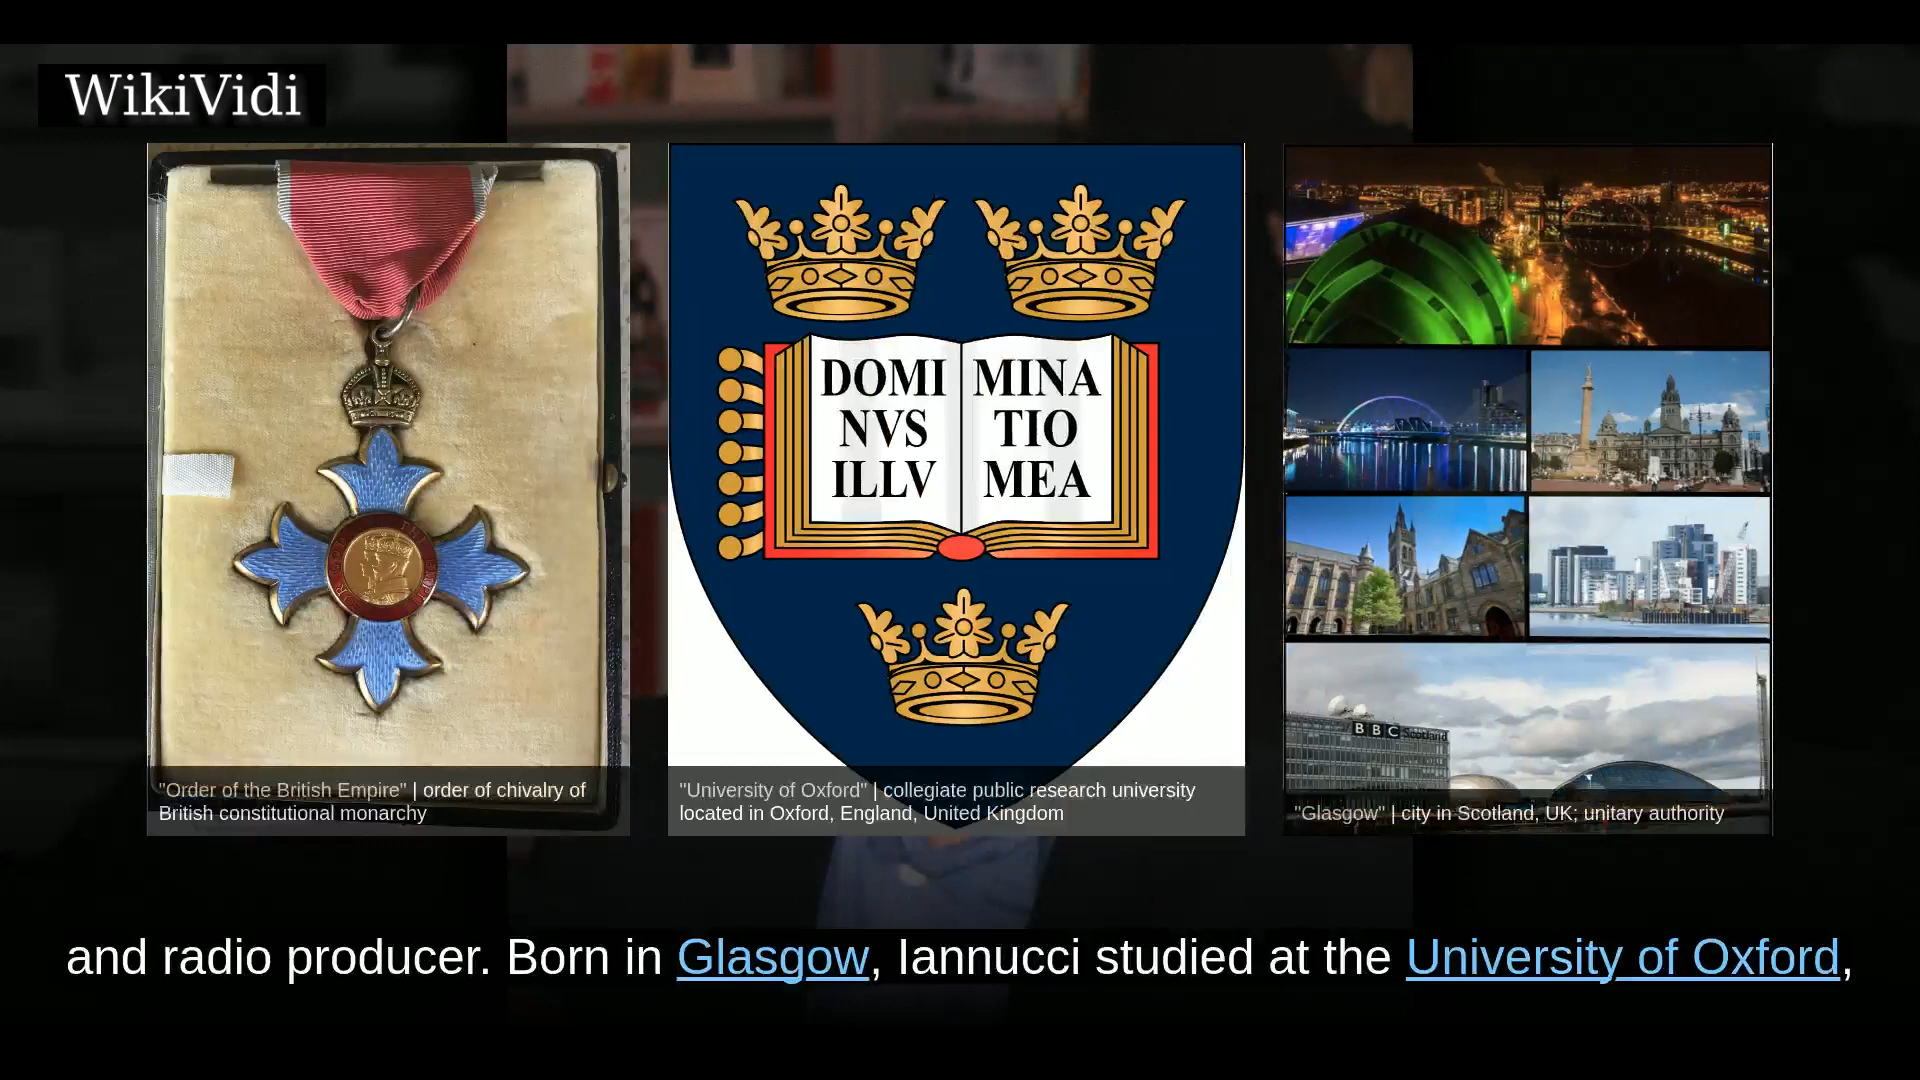 WikiVidi
DOMI MINA
NVS TIO
ILLV MEA
BBC Scotland
"Order of the British Empire" | order of chivalry of
British constitutional monarchy
"University of Oxford" | collegiate public research university
located in Oxford, England, United Kingdom
"Glasgow" | city in Scotland, UK; unitary authority
and radio producer. Born in Glasgow, Iannucci studied at the University of Oxford,